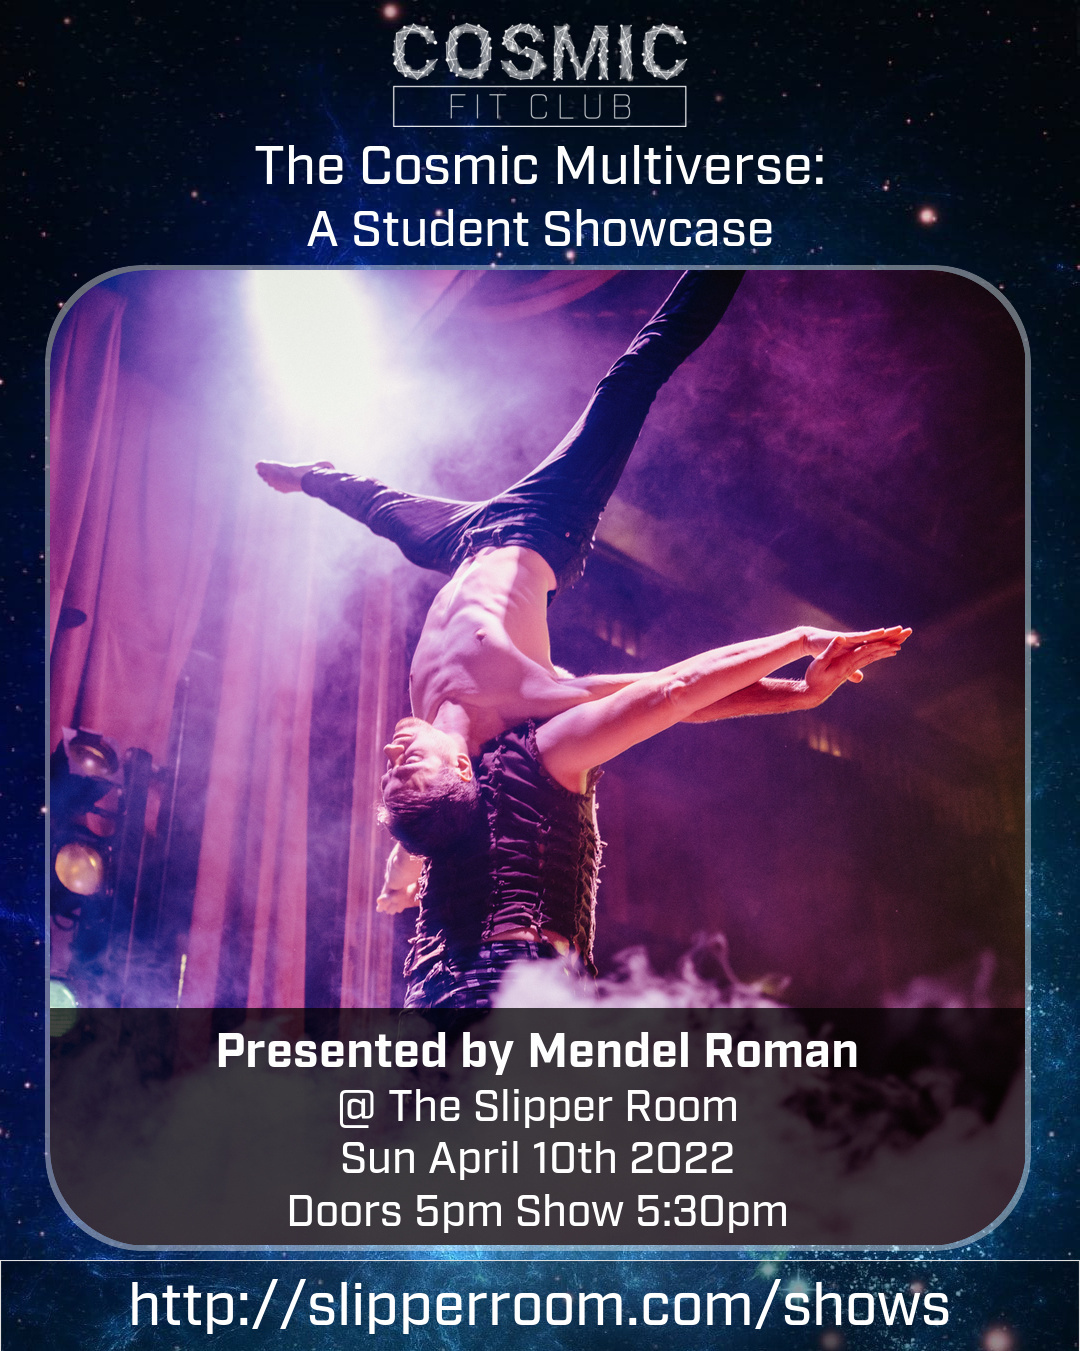 COSMIC
FIT CLUB
The Cosmic Multiverse:
A Student Showcase
Presented by Mendel Roman
@ The Slipper Room
Sun April 10th 2022
Doors 5pm Show 5:30pm
http://slipperroom.com/shows